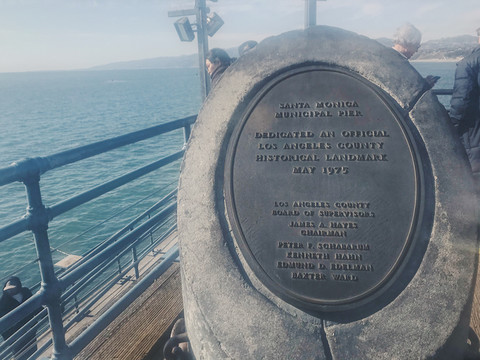 SANTA MONICA
MUNICIPAL PIER
DEDICATED AN OFFICIAL
LOS ANGELES COUNTY
HISTORICAL LANDMARK
MAY 1975
LOS ANGELES COUNTY
BOARD OF SUPERVISORS
JAMES A. HAYES
CHAIRMAN
PETER F. SCHABARUM
KENNETH HAHN
EDMUND D. EDELMAN
BAXTER WARD